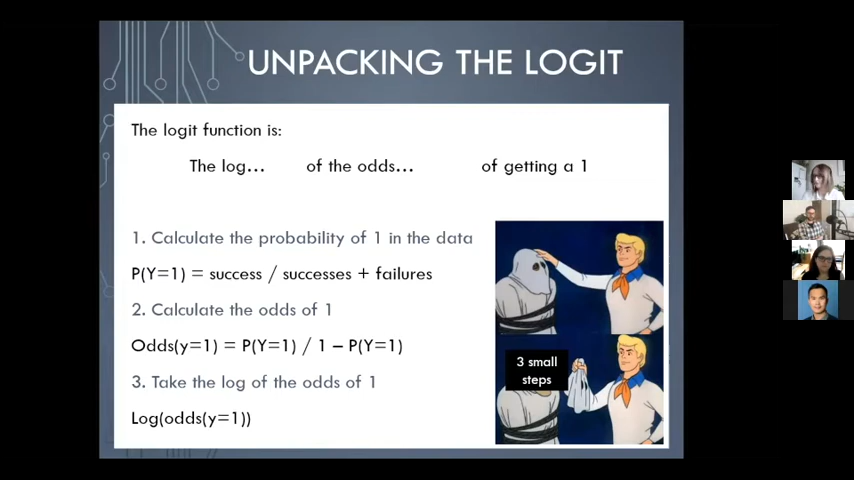 UNPACKING THE LOGIT
The logit function is:
The log... of the odds... of getting a 1
1. Calculate the probability of 1 in the data
P(Y=1) = success / successes + failures
2. Calculate the odds of 1
Odds(y=1) = P(Y=1) / 1 – P(Y=1)
3. Take the log of the odds of 1
Log(odds(y=1))
3 small
steps